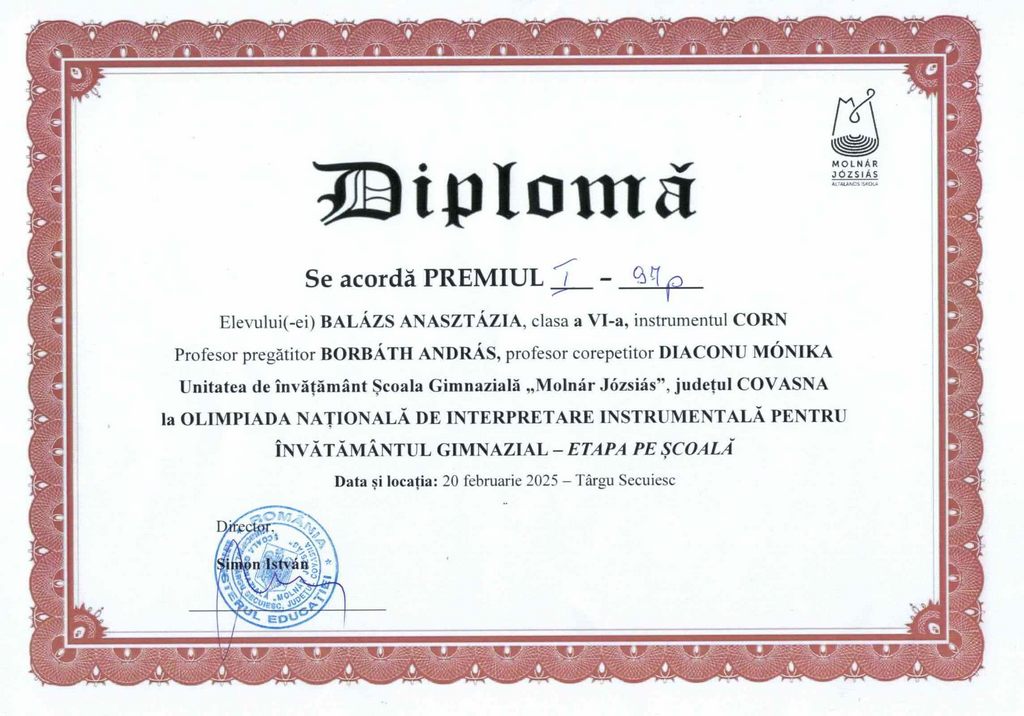 MOLNÁR
JÓZSIÁS
ÁLTALÁNOS ISKOLA
Diplomă
Se acordă PREMIUL I – 97 p
Elevului(-ei) BALÁZS ANASZTÁZIA, clasa a VI-a, instrumentul CORN
Profesor pregătitor BORBÁTH ANDRÁS, profesor corepetitor DIACONU MÓNIKA
Unitatea de învățământ Școala Gimnazială „Molnár Józsiás”, județul COVASNA
la OLIMPIADA NAȚIONALĂ DE INTERPRETARE INSTRUMENTALĂ PENTRU
ÎNVĂTĂMÂNTUL GIMNAZIAL – ETAPA PE ȘCOALĂ
Data și locația: 20 februarie 2025 – Târgu Secuiesc
Director,
Simon István
ROMÂNIA
EDUCAȚIEI